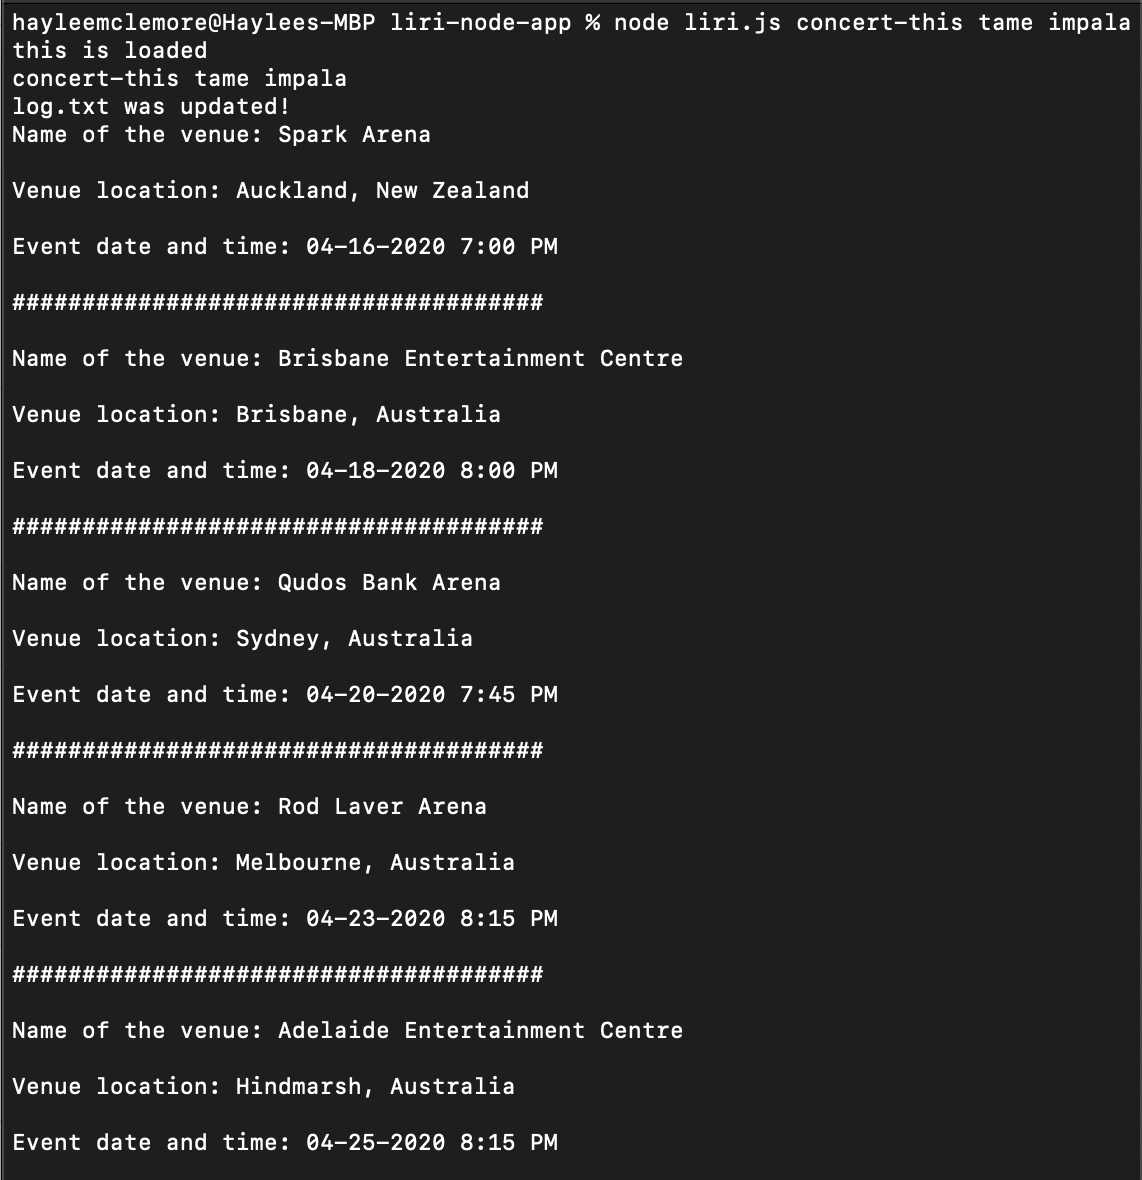 hayleemclemore@Haylees-MBP liri-node-app % node liri.js concert-this tame impala
this is loaded
concert-this tame impala
log.txt was updated!
Name of the venue: Spark Arena
Venue location: Auckland, New Zealand
Event date and time: 04-16-2020 7:00 PM
######################################
Name of the venue: Brisbane Entertainment Centre
Venue location: Brisbane, Australia
Event date and time: 04-18-2020 8:00 PM
######################################
Name of the venue: Qudos Bank Arena
Venue location: Sydney, Australia
Event date and time: 04-20-2020 7:45 PM
######################################
Name of the venue: Rod Laver Arena
Venue location: Melbourne, Australia
Event date and time: 04-23-2020 8:15 PM
######################################
Name of the venue: Adelaide Entertainment Centre
Venue location: Hindmarsh, Australia
Event date and time: 04-25-2020 8:15 PM